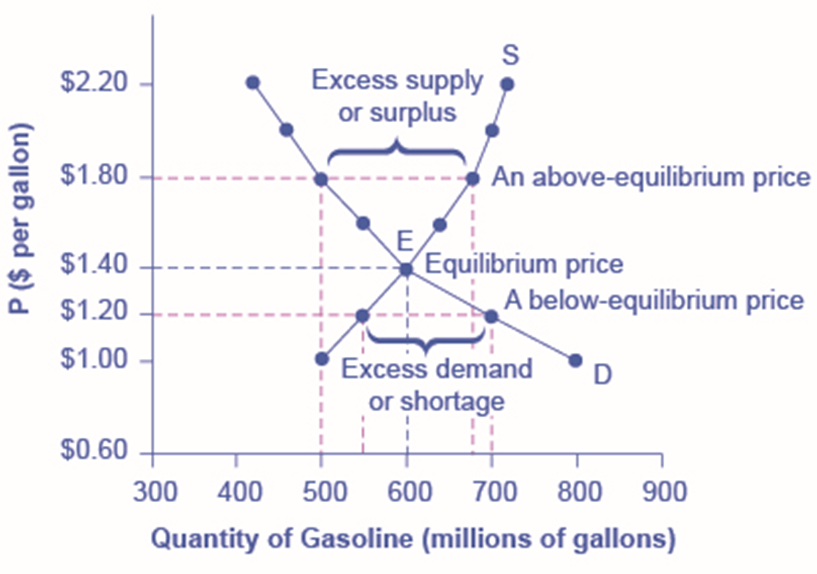 S
$2.20
Excess supply
or surplus
$1.80
An above-equilibrium price
E
$1.40
Equilibrium price
A below-equilibrium price
$1.20
$1.00
Excess demand
or shortage
D
$0.60
P ($ per gallon)
300 400 500 600 700 800 900
Quantity of Gasoline (millions of gallons)